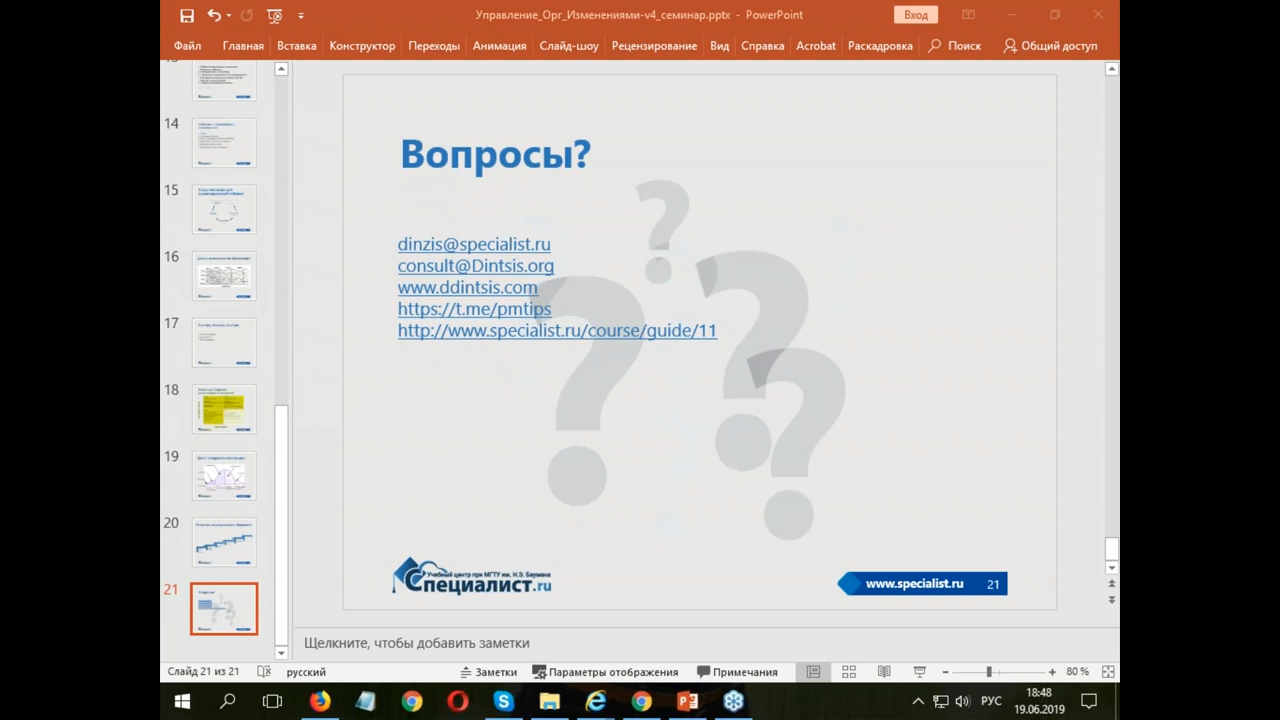 Управление_Орг_Изменениями-v4_семинар.pptx - PowerPoint
Вход
Файл Главная Вставка Конструктор Переходы Анимация Слайд-шоу Рецензирование Вид Справка Acrobat Раскадровка Поиск Общий доступ
14
15
16
17
18
19
20
21
Вопросы?
dinzis@specialist.ru
consult@Dintsis.org
www.ddintsis.com
https://t.me/pmtips
http://www.specialist.ru/course/guide/11
Учебный центр при МГТУ им. Н.Э. Баумана
Специалист.ru
www.specialist.ru 21
Щелкните, чтобы добавить заметки
Слайд 21 из 21 русский Заметки Параметры отображения Примечания 80 %
РУС
18:48
19.06.2019